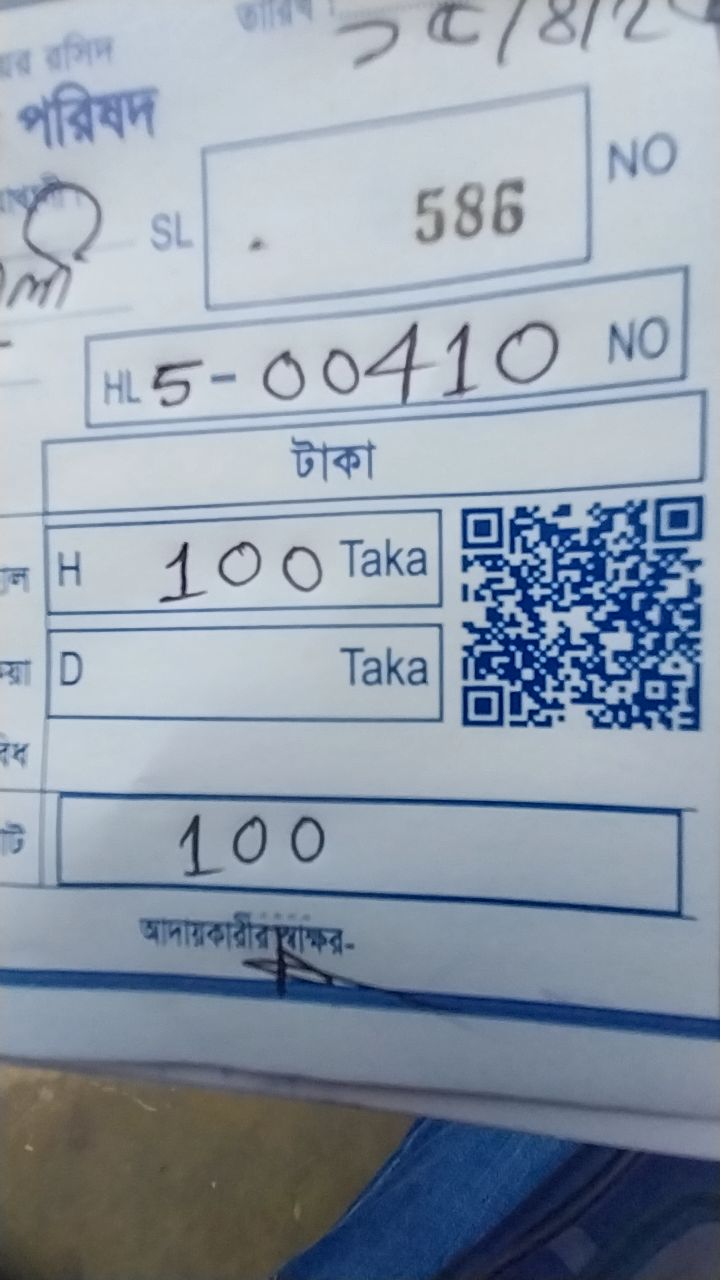 তারিখ :
রসিদ
পরিষদ
SL 586 NO
HL 5-00410 NO
টাকা
H 100 Taka
D Taka
100
আদায়কারীর স্বাক্ষর-